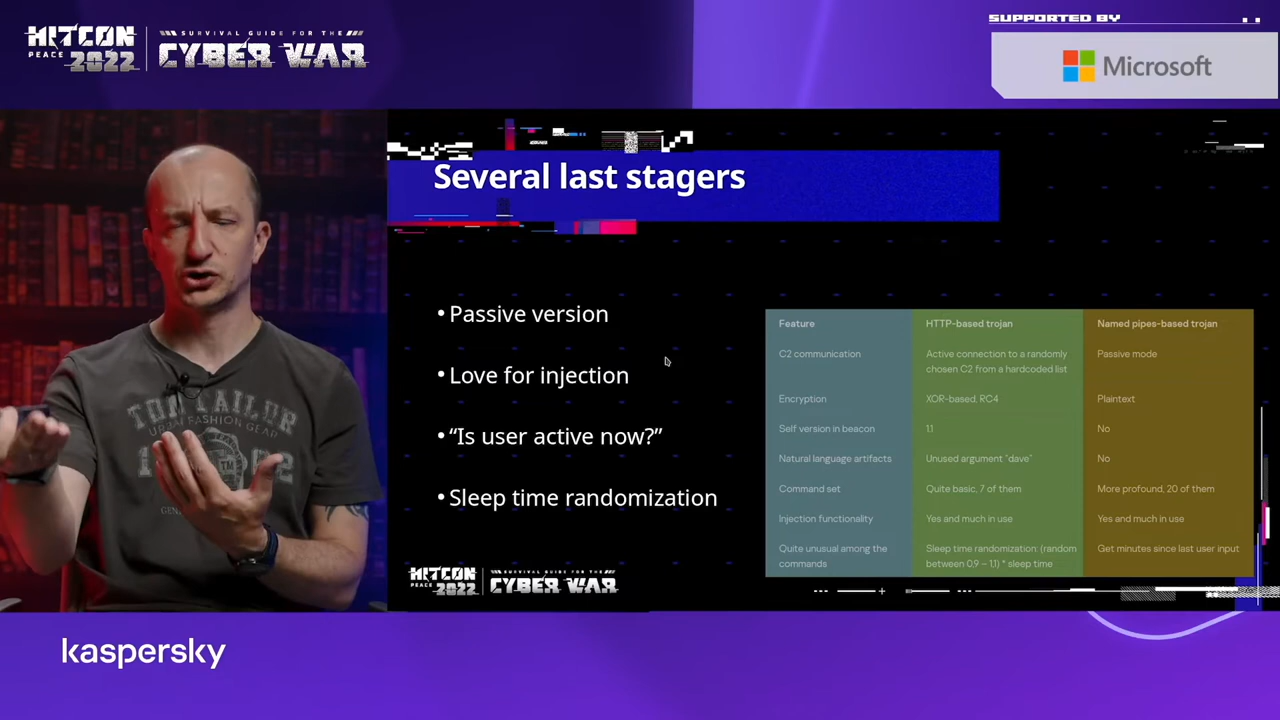 HITCON
PEACE 2022
SURVIVAL GUIDE FOR THE
CYBER WAR
SUPPORTED BY
Microsoft
Several last stagers
• Passive version
• Love for injection
• “Is user active now?”
• Sleep time randomization
Feature HTTP-based trojan Named pipes-based trojan
C2 communication Active connection to a randomly chosen C2 from a hardcoded list Passive mode
Encryption XOR-based, RC4 Plaintext
Self version in beacon 1.1 No
Natural language artifacts Unused argument "dave" No
Command set Quite basic, 7 of them More profound, 20 of them
Injection functionality Yes and much in use Yes and much in use
Quite unusual among the commands Sleep time randomization: (random between 0,9 – 1,1) * sleep time Get minutes since last user input
TOM TAILOR
URBAN FASHION GEAR
HITCON
PEACE 2022
CYBER WAR
kaspersky